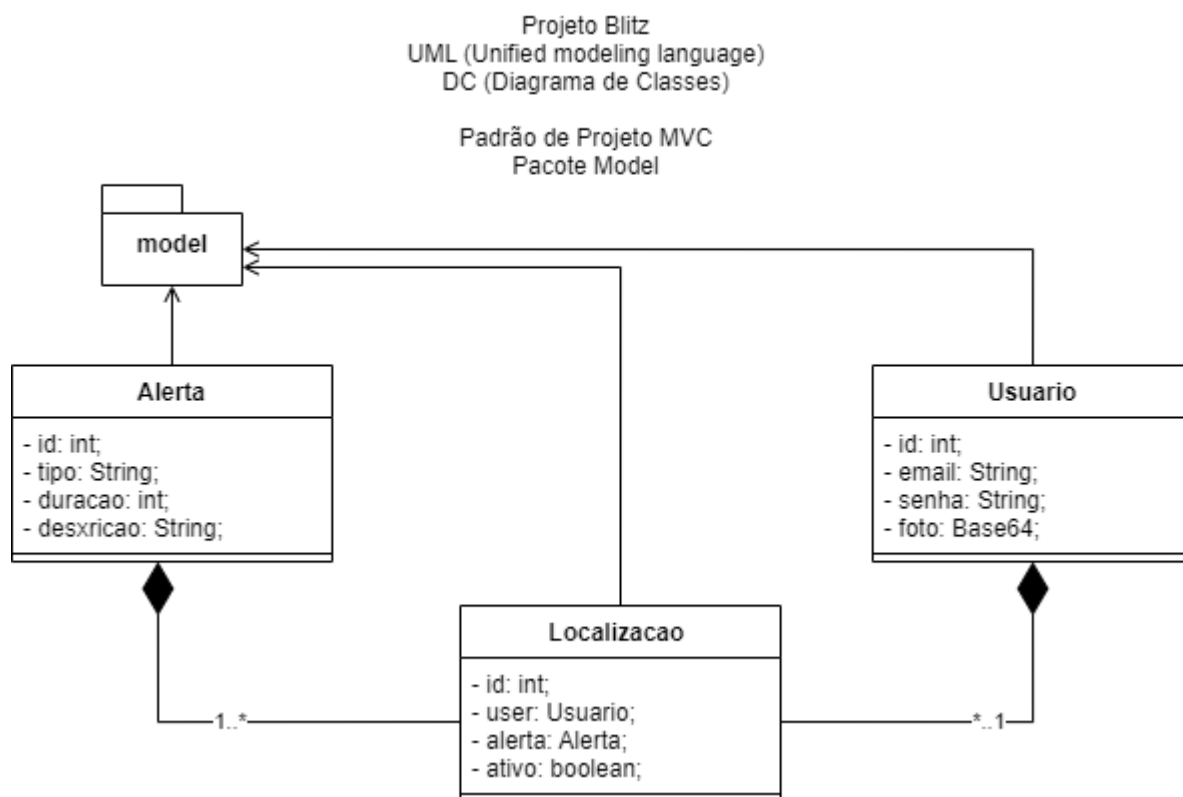 Projeto Blitz
UML (Unified modeling language)
DC (Diagrama de Classes)
Padrão de Projeto MVC
Pacote Model
model
Alerta
- id: int;
- tipo: String;
- duracao: int;
- desxricao: String;
Usuario
- id: int;
- email: String;
- senha: String;
- foto: Base64;
Localizacao
- id: int;
- user: Usuario;
- alerta: Alerta;
- ativo: boolean;
1..*
*..1